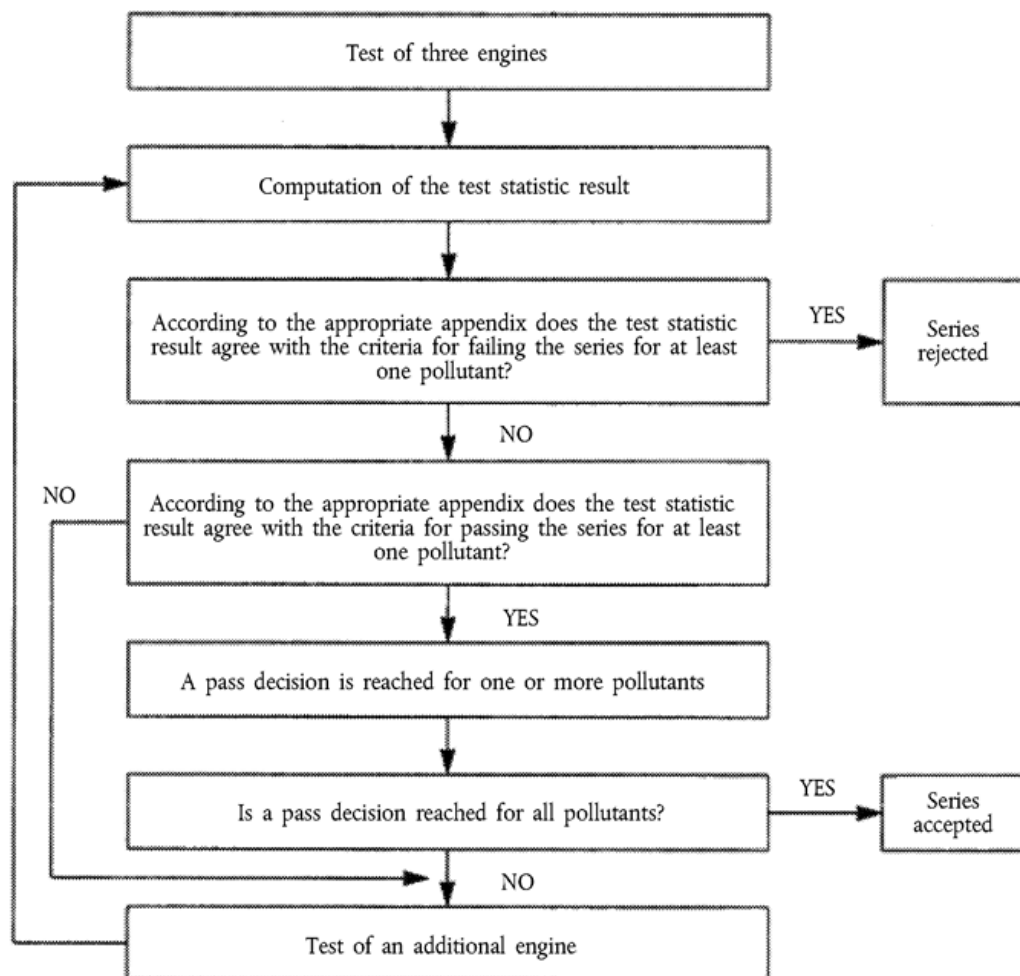 Test of three engines
Computation of the test statistic result
According to the appropriate appendix does the test statistic
result agree with the criteria for failing the series for at least
one pollutant?
YES
Series
rejected
NO
NO
According to the appropriate appendix does the test statistic
result agree with the criteria for passing the series for at least
one pollutant?
YES
A pass decision is reached for one or more pollutants
Is a pass decision reached for all pollutants?
YES
Series
accepted
NO
Test of an additional engine